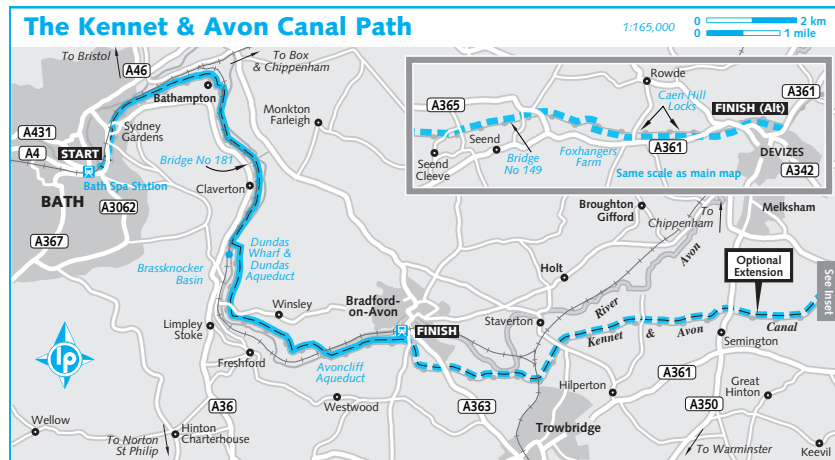 The Kennet & Avon Canal Path
1:165,000
0 2 km
0 1 mile
To Bristol
A46
To Box
& Chippenham
Bathampton
Monkton
Farleigh
A431
Sydney
Gardens
A4
START
Bridge No 181
Bath Spa Station
Claverton
BATH
A3062
A367
Dundas
Wharf &
Dundas
Aqueduct
Brassknocker
Basin
Winsley
Bradford-
on-Avon
Limpley
Stoke
FINISH
Freshford
Avoncliff
Aqueduct
lp
A36
Westwood
A363
Wellow
To Norton
St Philip
Hinton
Charterhouse
Rowde
A365
Caen Hill
Locks
A361
FINISH (Alt)
Seend
Cleeve
Seend
Bridge
No 149
Foxhangers
Farm
A361
DEVIZES
Same scale as main map
A342
Broughton
Gifford
To
Chippenham
Melksham
Holt
River
Avon
Optional
Extension
See Inset
Staverton
Kennet & Avon Canal
Semington
Hilperton
A361
Great
Hinton
A350
Trowbridge
To Warminster
Keevil